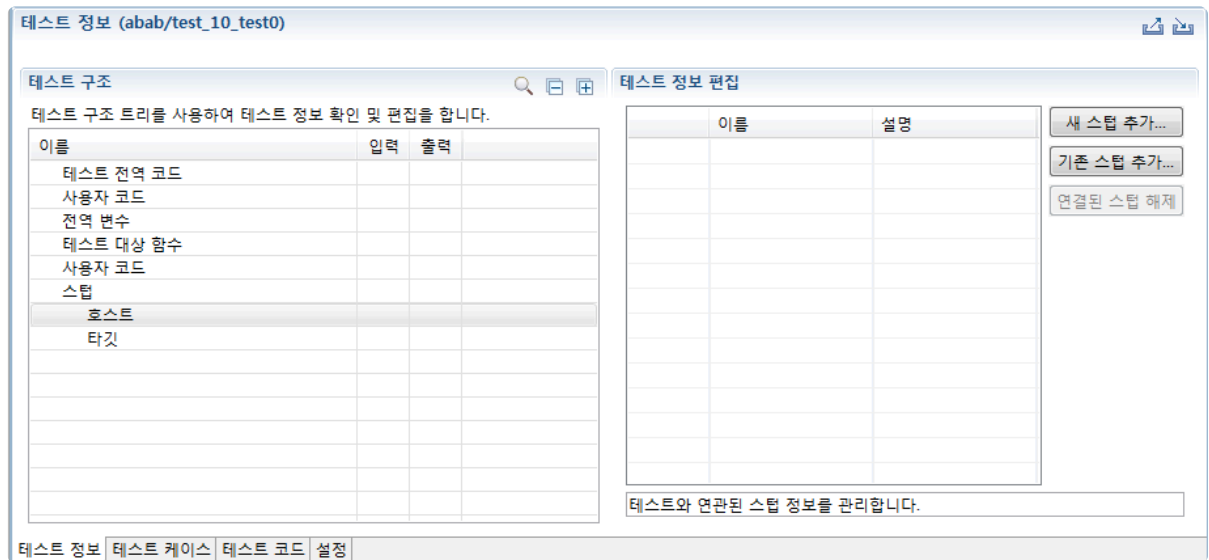 테스트 정보 (abab/test_10_test0)
테스트 구조
테스트 구조 트리를 사용하여 테스트 정보 확인 및 편집을 합니다.
이름 입력 출력
테스트 전역 코드
사용자 코드
전역 변수
테스트 대상 함수
사용자 코드
스텁
호스트
타깃
테스트 정보 편집
이름 설명
새 스텁 추가...
기존 스텁 추가...
연결된 스텁 해제
테스트와 연관된 스텁 정보를 관리합니다.
테스트 정보 테스트 케이스 테스트 코드 설정